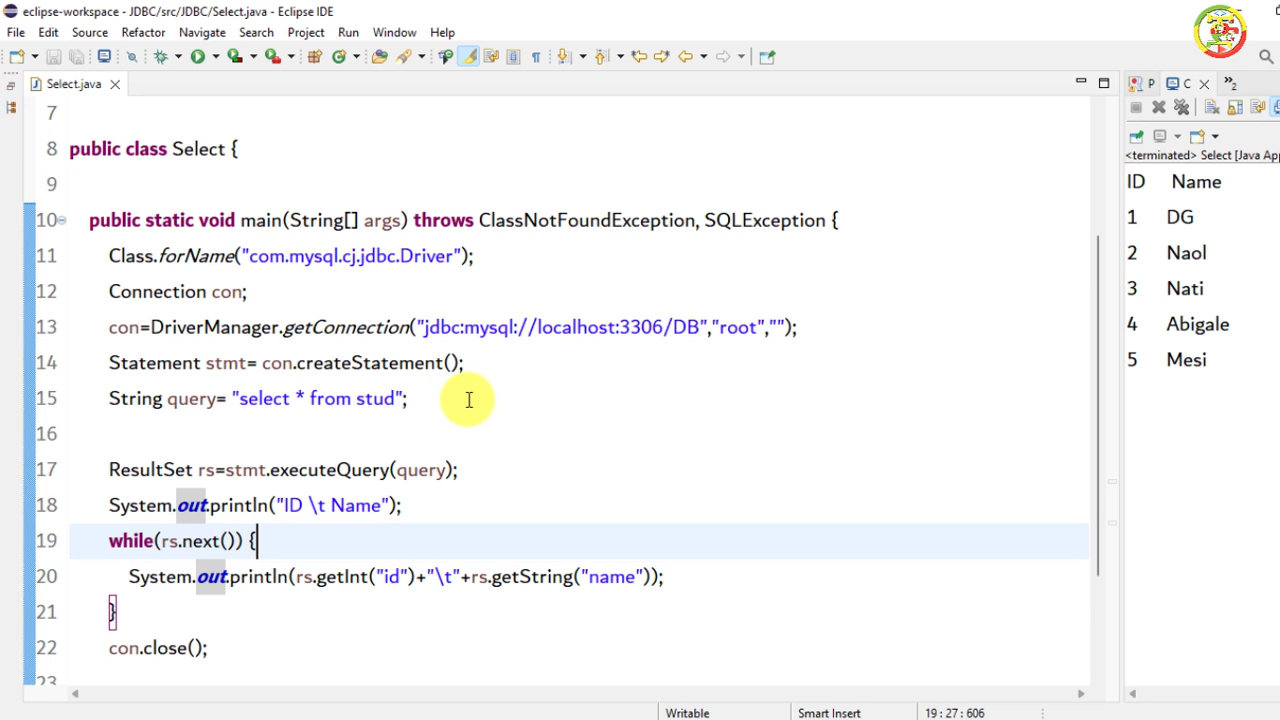 eclipse-workspace - JDBC/src/JDBC/Select.java - Eclipse IDE
File Edit Source Refactor Navigate Search Project Run Window Help
Select.java
P C
7
8 public class Select {
9
10 public static void main(String[] args) throws ClassNotFoundException, SQLException {
11 Class.forName("com.mysql.cj.jdbc.Driver");
12 Connection con;
13 con=DriverManager.getConnection("jdbc:mysql://localhost:3306/DB","root","");
14 Statement stmt= con.createStatement();
15 String query= "select * from stud";
16
17 ResultSet rs=stmt.executeQuery(query);
18 System.out.println("ID \t Name");
19 while(rs.next()) {
20 System.out.println(rs.getInt("id")+"\t"+rs.getString("name"));
21 }
22 con.close();
23
<terminated> Select [Java Ap
ID Name
1 DG
2 Naol
3 Nati
4 Abigale
5 Mesi
Writable Smart Insert 19 : 27 : 606